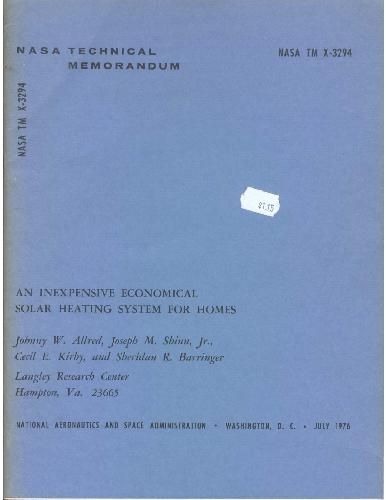 NASA TECHNICAL
MEMORANDUM
NASA TM X-3294
NASA TM X-3294
$1.15
AN INEXPENSIVE ECONOMICAL
SOLAR HEATING SYSTEM FOR HOMES
Johnny W. Allred, Joseph M. Shinn, Jr.,
Cecil E. Kirby, and Sheridan R. Barringer
Langley Research Center
Hampton, Va. 23665
NATIONAL AERONAUTICS AND SPACE ADMINISTRATION • WASHINGTON, D. C. • JULY 1976